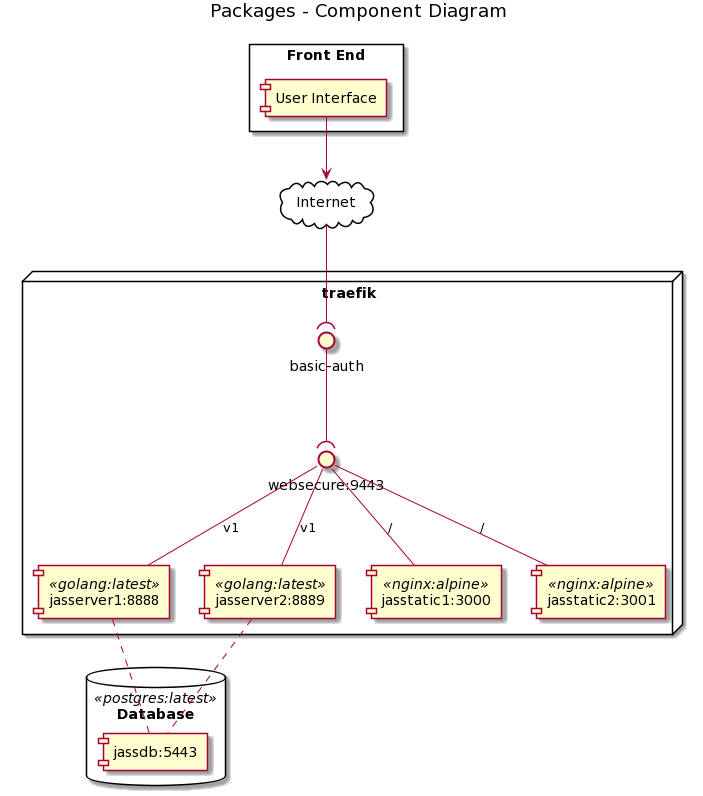 Packages - Component Diagram
Front End
User Interface
Internet
traefik
basic-auth
websecure:9443
v1
v1
/
/
«golang:latest»
jasserver1:8888
«golang:latest»
jasserver2:8889
«nginx:alpine»
jasstatic1:3000
«nginx:alpine»
jasstatic2:3001
«postgres:latest»
Database
jassdb:5443